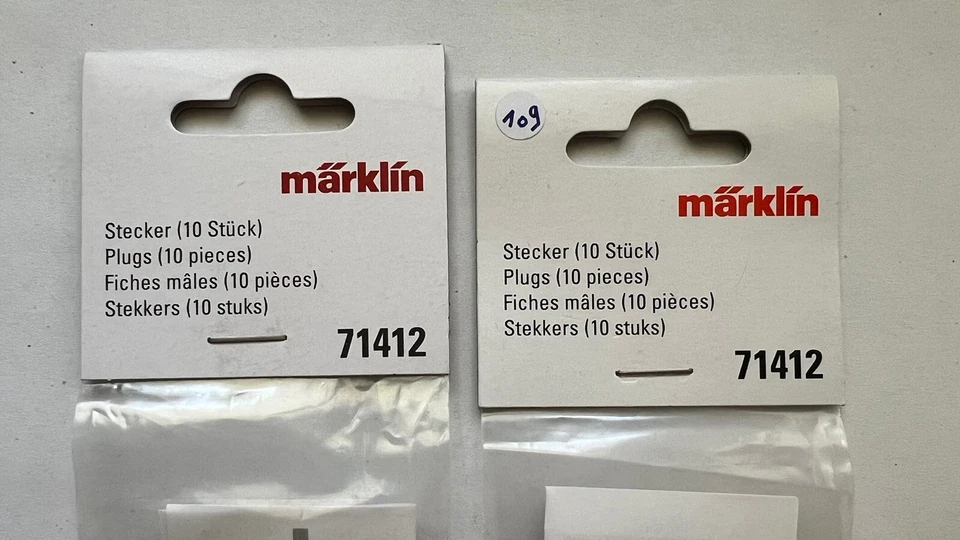 märklin
Stecker (10 Stück)
Plugs (10 pieces)
Fiches mâles (10 pièces)
Stekkers (10 stuks)
71412
109
märklin
Stecker (10 Stück)
Plugs (10 pieces)
Fiches mâles (10 pièces)
Stekkers (10 stuks)
71412